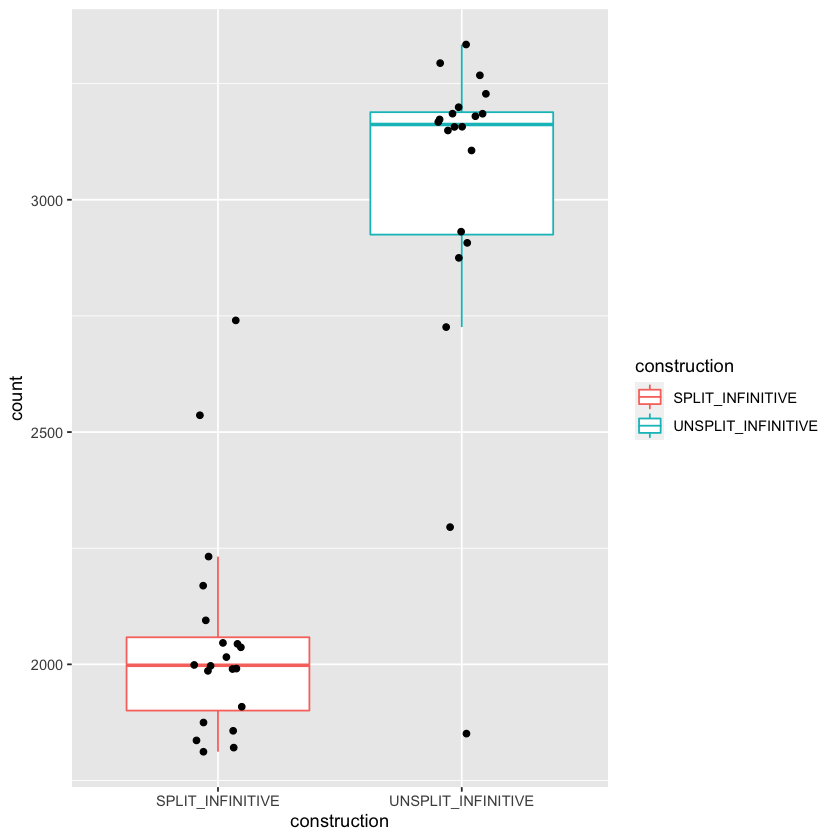 3000
2500
2000
count
SPLIT_INFINITIVE
UNSPLIT_INFINITIVE
construction
construction
SPLIT_INFINITIVE
UNSPLIT_INFINITIVE